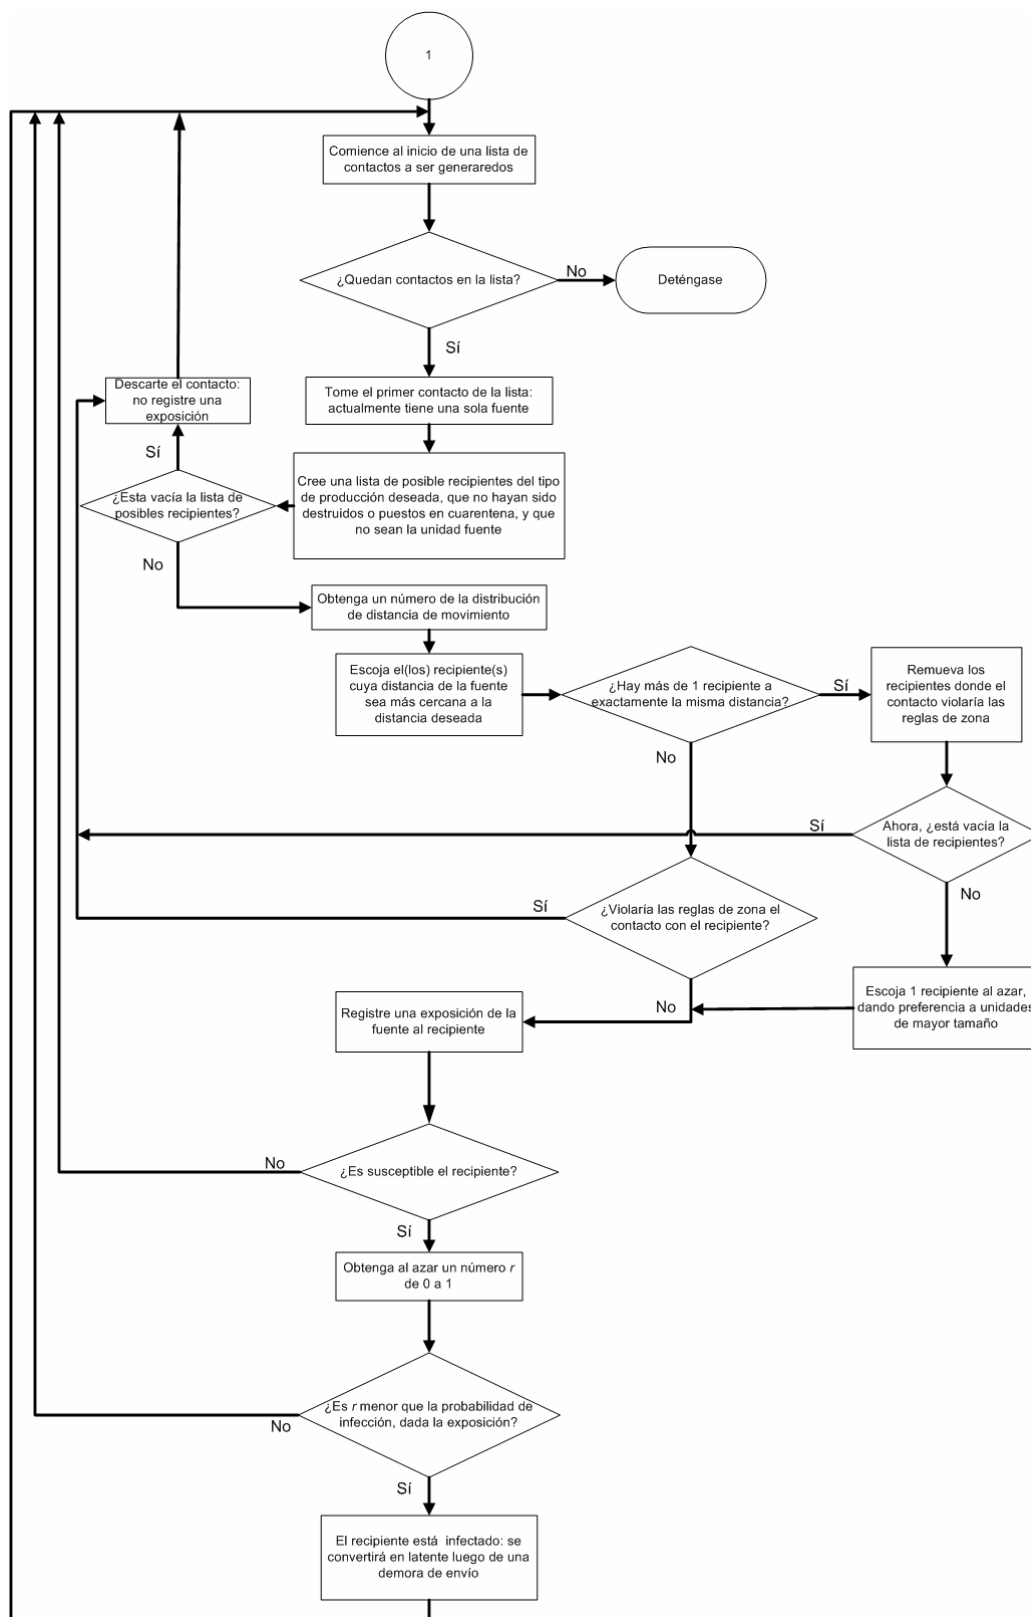 1
Comience al inicio de una lista de
contactos a ser generaredos
¿Quedan contactos en la lista?
No
Deténgase
Sí
Descarte el contacto:
no registre una
exposición
Tome el primer contacto de la lista:
actualmente tiene una sola fuente
Sí
¿Esta vacía la lista de
posibles recipientes?
Cree una lista de posible recipientes del tipo
de producción deseada, que no hayan sido
destruidos o puestos en cuarentena, y que
no sean la unidad fuente
No
Obtenga un número de la distribución
de distancia de movimiento
Escoja el(los) recipiente(s)
cuya distancia de la fuente
sea más cercana a la
distancia deseada
¿Hay más de 1 recipiente a
exactamente la misma distancia?
Sí
Remueva los
recipientes donde el
contacto violaría las
reglas de zona
No
Sí
Ahora, ¿está vacía la
lista de recipientes?
No
Sí
¿Violaría las reglas de zona el
contacto con el recipiente?
No
Escoja 1 recipiente al azar,
dando preferencia a unidades
de mayor tamaño
Registre una exposición de la
fuente al recipiente
No
¿Es susceptible el recipiente?
Sí
Obtenga al azar un número r
de 0 a 1
¿Es r menor que la probabilidad de
infección, dada la exposición?
No
Sí
El recipiente está infectado: se
convertirá en latente luego de una
demora de envío